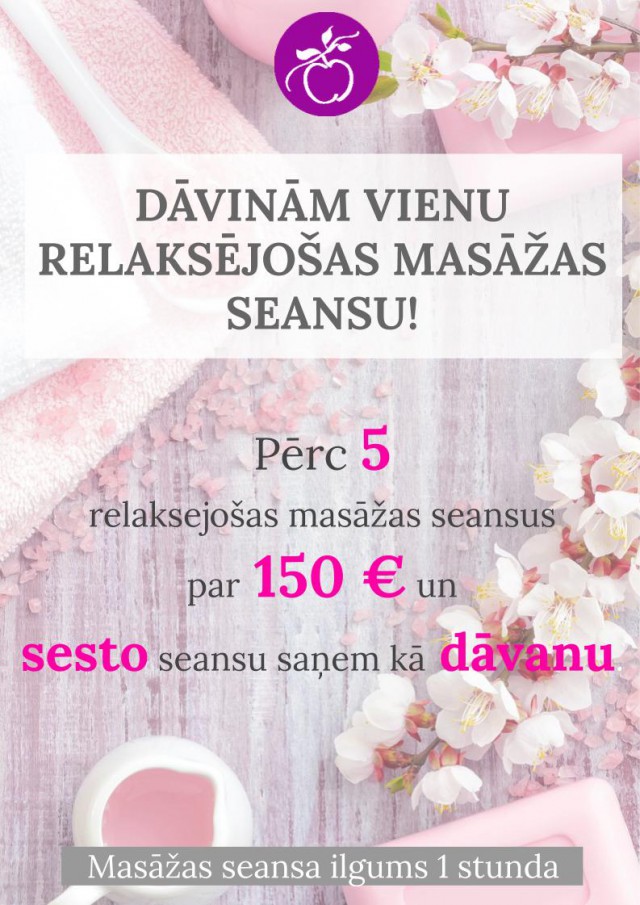 DĀVINĀM VIENU
RELAKSĒJOŠAS MASĀŽAS
SEANSU!
Pērc 5
relaksejošas masāžas seansus
par 150 € un
sesto seansu saņem kā dāvanu
Masāžas seansa ilgums 1 stunda